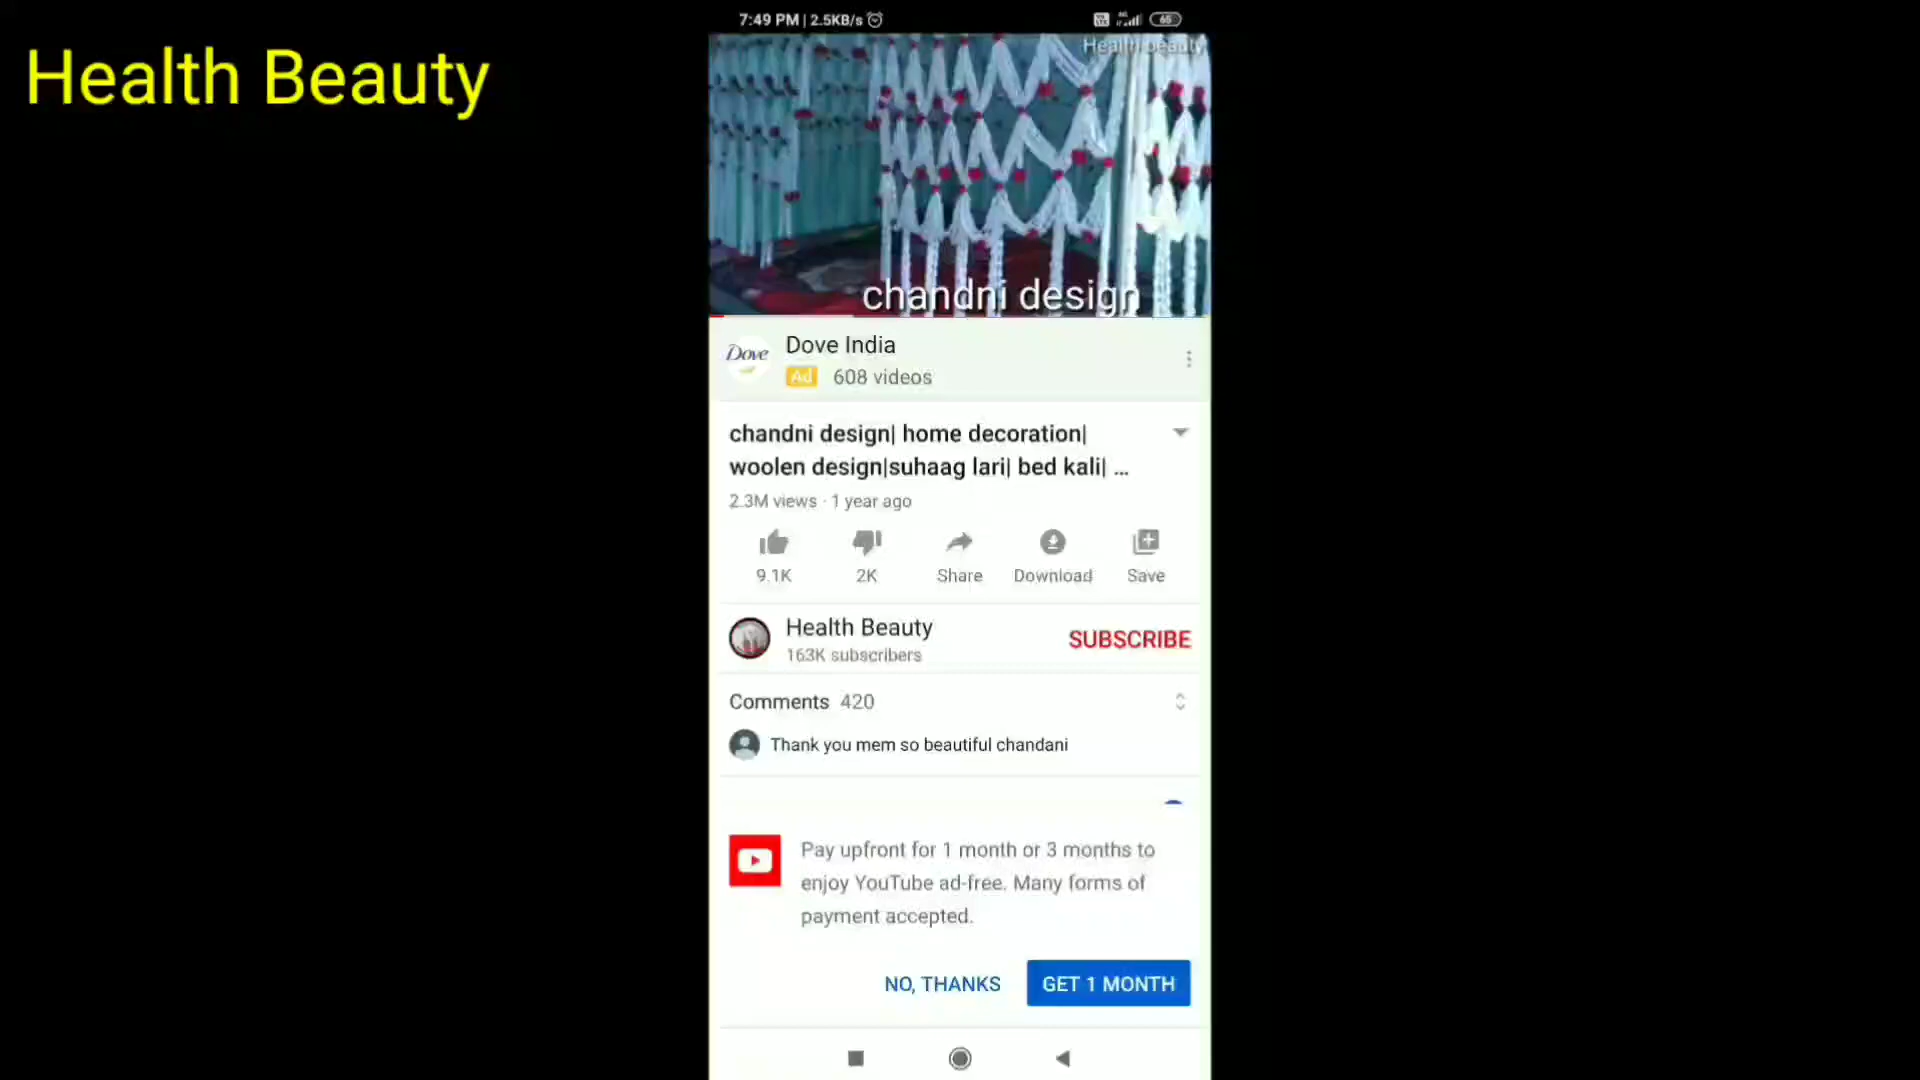 Health Beauty
7:49 PM | 2.5KB/s
65
Health beauty
chandni design
Dove
Dove India
Ad 608 videos
chandni design| home decoration|
woolen design|suhaag lari| bed kali| ...
2.3M views · 1 year ago
9.1K 2K Share Download Save
Health Beauty
163K subscribers
SUBSCRIBE
Comments 420
Thank you mem so beautiful chandani
Pay upfront for 1 month or 3 months to
enjoy YouTube ad-free. Many forms of
payment accepted.
NO, THANKS GET 1 MONTH